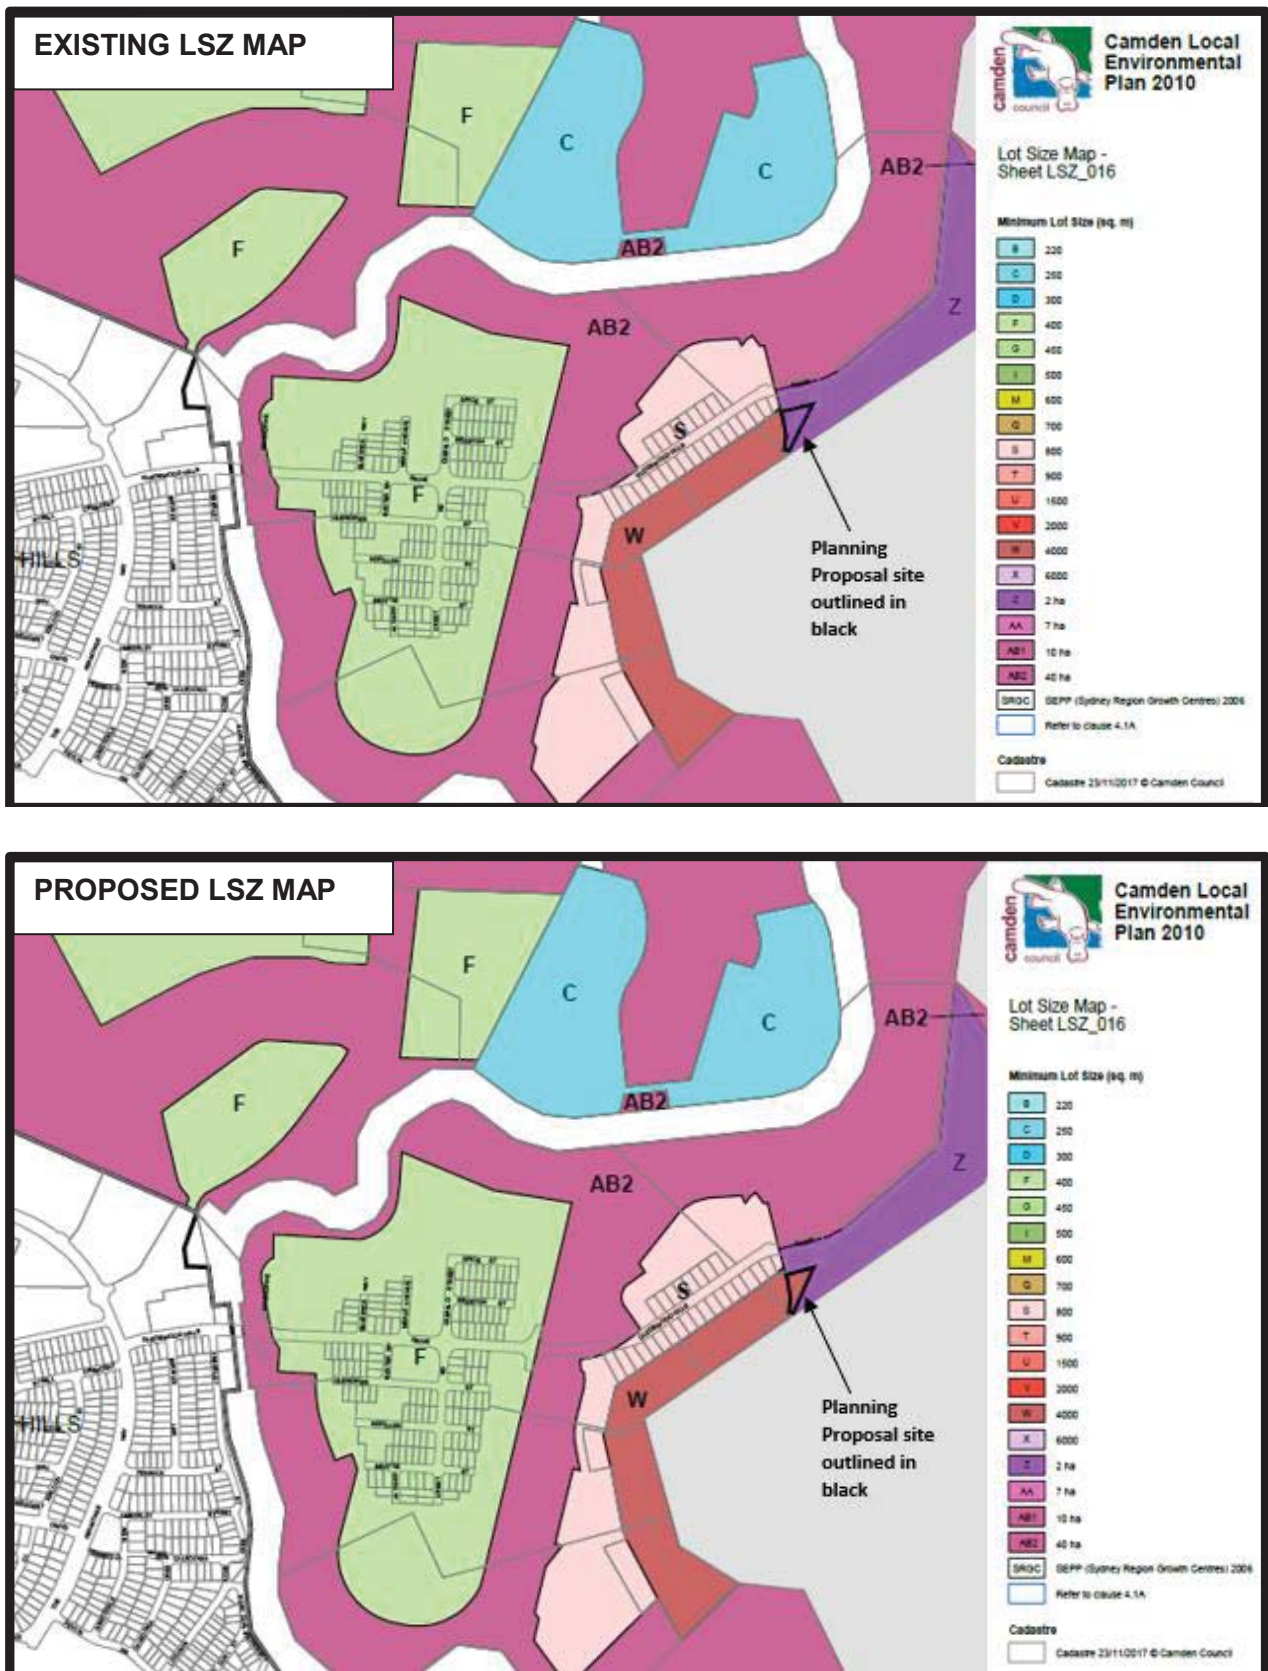 EXISTING LSZ MAP
camden
council
Camden Local
Environmental
Plan 2010
Lot Size Map -
Sheet LSZ_016
Minimum Lot Size (sq. m)
B 220
C 250
D 300
F 400
G 450
I 500
M 600
Q 700
S 800
T 900
U 1500
V 2000
W 4000
X 6000
Z 2 ha
AA 7 ha
AB1 10 ha
AB2 40 ha
SRGC SEPP (Sydney Region Growth Centres) 2006
Refer to clause 4.1A
Cadastre
Cadastre 23/11/2017 © Camden Council
F
C
C
AB2
F
AB2
Z
AB2
S
F
W
HILLS
Planning
Proposal site
outlined in
black
PROPOSED LSZ MAP
camden
council
Camden Local
Environmental
Plan 2010
Lot Size Map -
Sheet LSZ_016
Minimum Lot Size (sq. m)
B 220
C 250
D 300
F 400
G 450
I 500
M 600
Q 700
S 800
T 900
U 1500
V 2000
W 4000
X 6000
Z 2 ha
AA 7 ha
AB1 10 ha
AB2 40 ha
SRGC SEPP (Sydney Region Growth Centres) 2006
Refer to clause 4.1A
Cadastre
Cadastre 23/11/2017 © Camden Council
F
C
C
AB2
F
AB2
Z
AB2
S
F
W
HILLS
Planning
Proposal site
outlined in
black